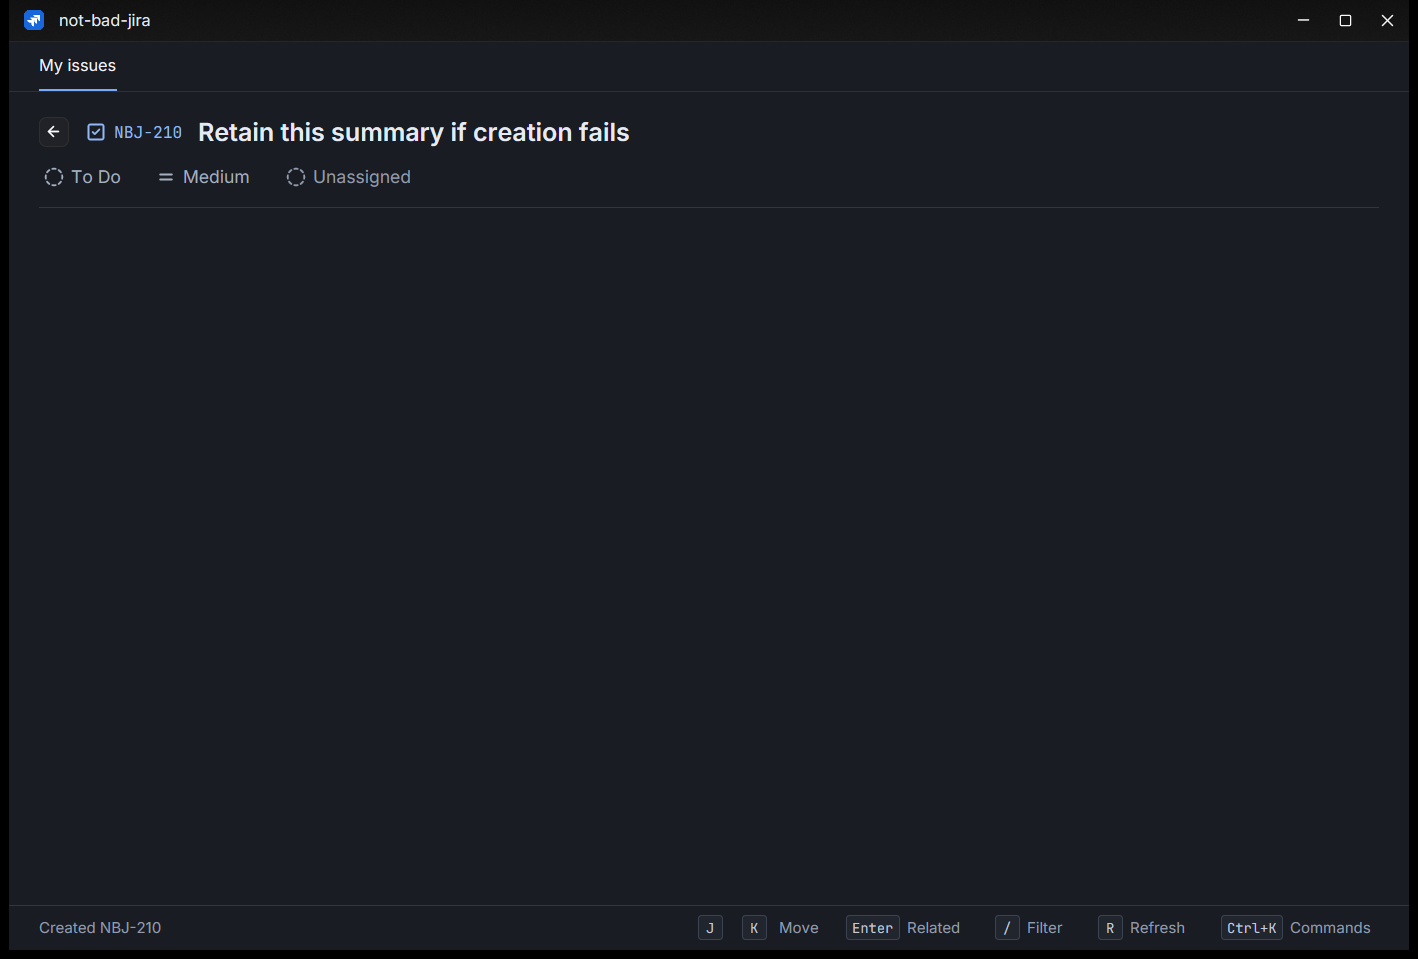 not-bad-jira
My issues
NBJ-210 Retain this summary if creation fails
To Do Medium Unassigned
Created NBJ-210 J K Move Enter Related / Filter R Refresh Ctrl+K Commands